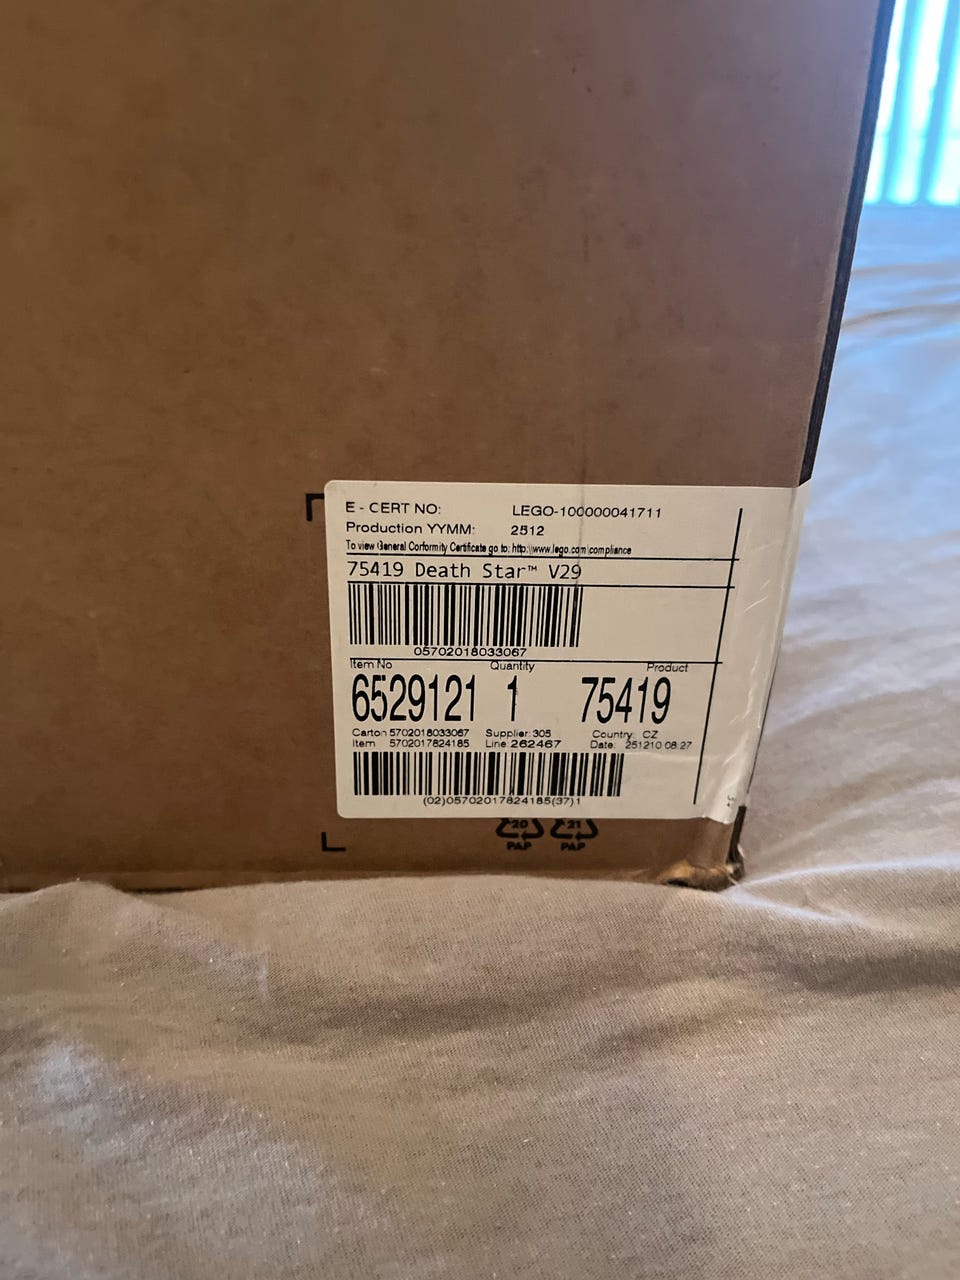 E - CERT NO: LEGO-100000041711
Production YYMM: 2512
To view General Conformity Certificate go to: http://www.lego.com/compliance
75419 Death Star™ V29
05702018033067
Item No Quantity Product
6529121 1 75419
Carton 5702018033067 Supplier: 305 Country: CZ
Item 5702017824185 Line: 262467 Date: 251210 08:27
(02)05702017824185(37)1
20 21
PAP PAP